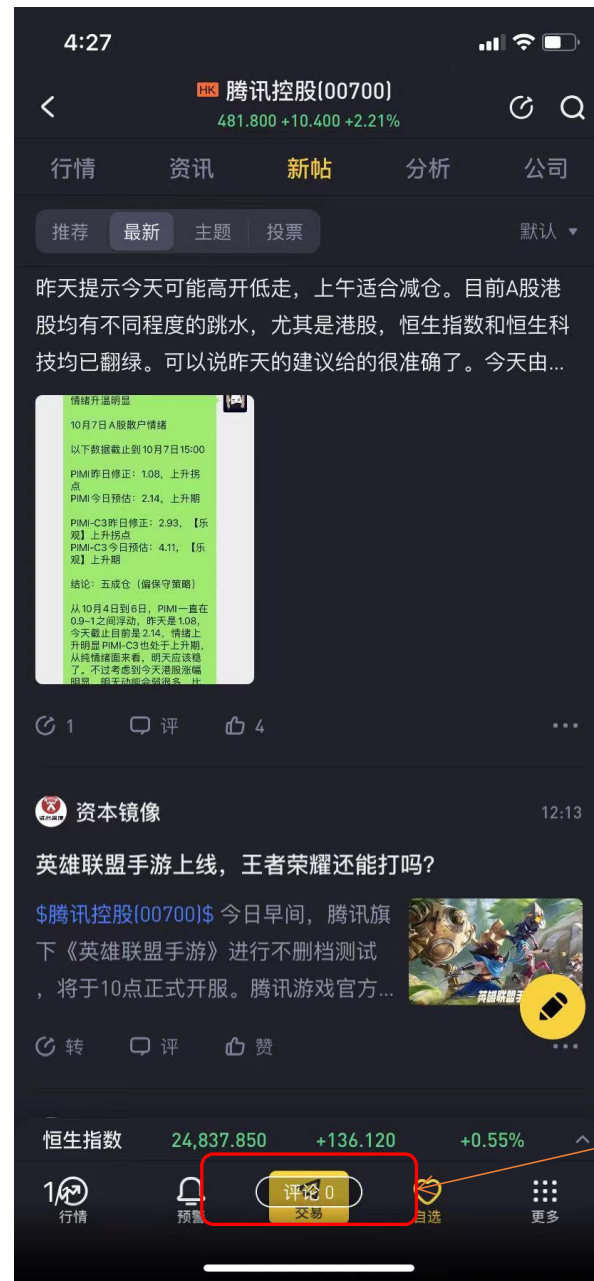 4:27
HK 腾讯控股(00700)
481.800 +10.400 +2.21%
行情 资讯 新帖 分析 公司
推荐 最新 主题 投票 默认
昨天提示今天可能高开低走，上午适合减仓。目前A股港
股均有不同程度的跳水，尤其是港股，恒生指数和恒生科
技均已翻绿。可以说昨天的建议给的很准确了。今天由...
情绪升温明显
10月7日A股散户情绪
以下数据截止到10月7日15:00
PIMI昨日修正：1.08，上升拐
点
PIMI今日预估：2.14，上升期
PIMI-C3昨日修正：2.93，【乐
观】上升拐点
PIMI-C3今日预估：4.11，【乐
观】上升期
结论：五成仓（偏保守策略）
从10月4日到6日，PIMI一直在
0.9~1之间浮动，昨天是1.08，
今天截止目前是2.14，情绪上
升明显PIMI-C3也处于上升期，
从纯情绪面来看，明天应该稳
了。不过考虑到今天港股涨幅
明显，明天动能会弱很多，比
1 评 4
资本镜像 12:13
英雄联盟手游上线，王者荣耀还能打吗？
$腾讯控股(00700)$ 今日早间，腾讯旗
下《英雄联盟手游》进行不删档测试
，将于10点正式开服。腾讯游戏官方...
英雄联盟手
转 评 赞
恒生指数 24,837.850 +136.120 +0.55%
1/
评论 0
行情 预警 交易 自选 更多